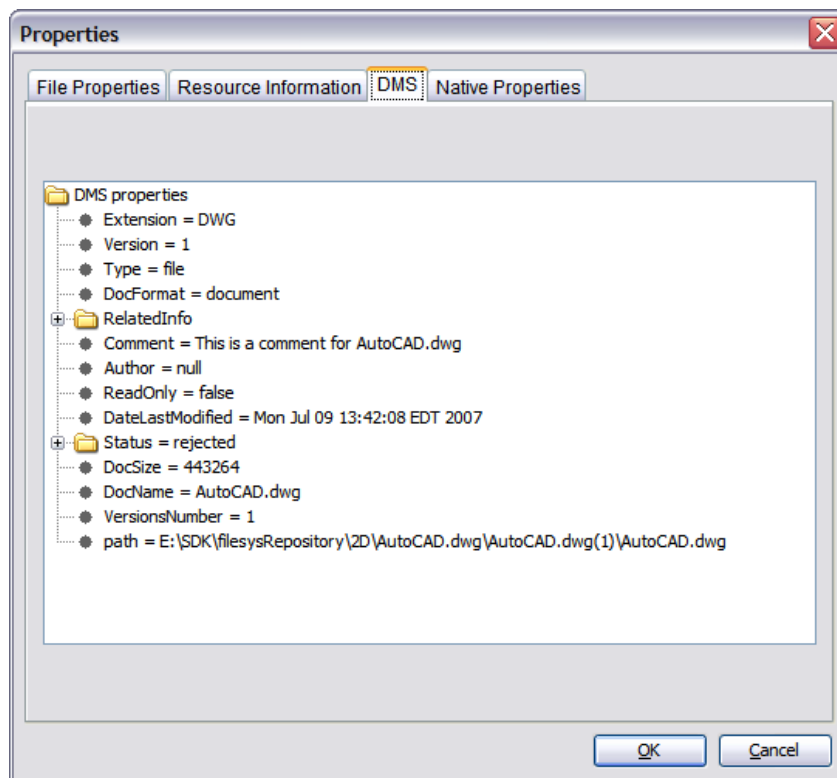 Properties
File Properties Resource Information DMS Native Properties
DMS properties
Extension = DWG
Version = 1
Type = file
DocFormat = document
RelatedInfo
Comment = This is a comment for AutoCAD.dwg
Author = null
ReadOnly = false
DateLastModified = Mon Jul 09 13:42:08 EDT 2007
Status = rejected
DocSize = 443264
DocName = AutoCAD.dwg
VersionsNumber = 1
path = E:\SDK\filesysRepository\2D\AutoCAD.dwg\AutoCAD.dwg(1)\AutoCAD.dwg
OK Cancel